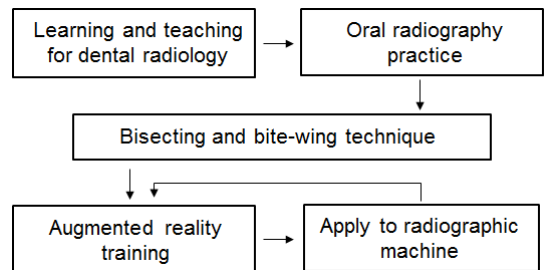 Learning and teaching
for dental radiology
Oral radiography
practice
Bisecting and bite-wing technique
Augmented reality
training
Apply to radiographic
machine